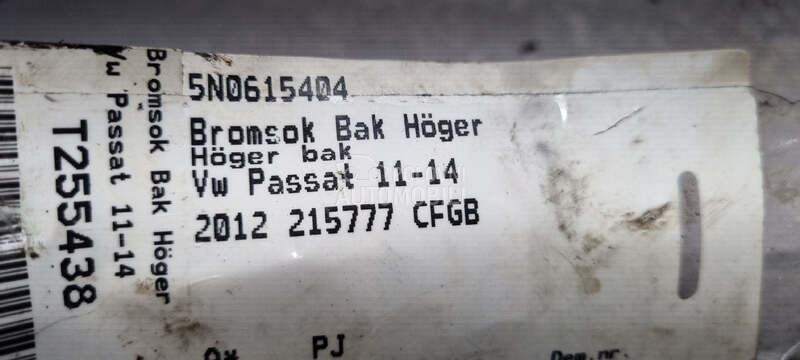 5N0615404
Bromsok Bak Höger
Höger bak
Vw Passat 11-14
2012 215777 CFGB
Bromsok Bak Höger
Vw Passat 11-14
T255438
PJ